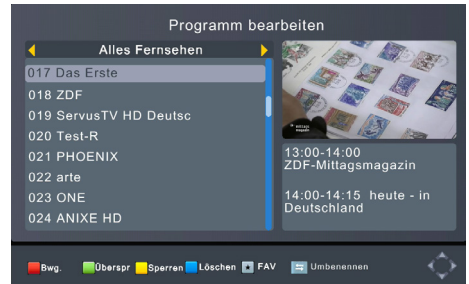 Programm bearbeiten
Alles Fernsehen
017 Das Erste
018 ZDF
019 ServusTV HD Deutsc
020 Test-R
021 PHOENIX
022 arte
023 ONE
024 ANIXE HD
13:00-14:00
ZDF-Mittagsmagazin
14:00-14:15 heute - in
Deutschland
Bwg.
Überspr
Sperren
Löschen
FAV
Umbenennen